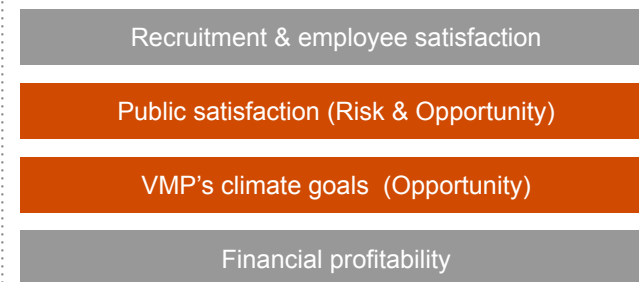 Recruitment & employee satisfaction
Public satisfaction (Risk & Opportunity)
VMP's climate goals (Opportunity)
Financial profitability